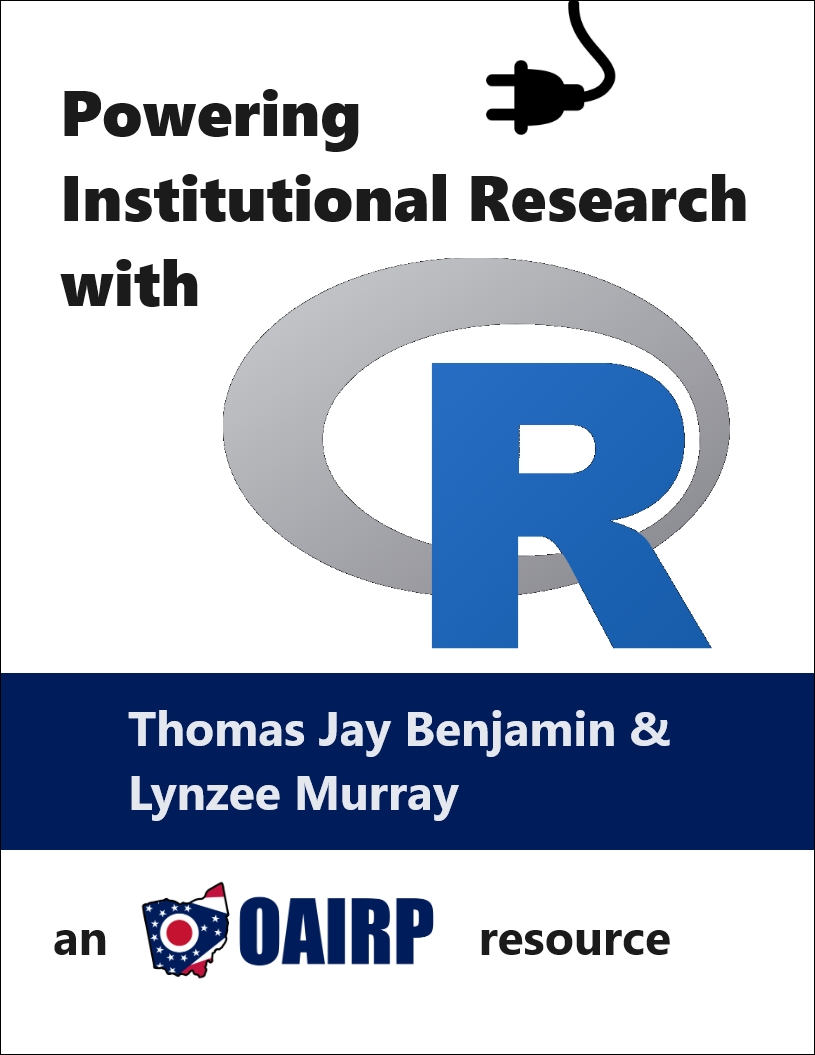 Powering
Institutional Research
with
R
Thomas Jay Benjamin &
Lynzee Murray
an OAIRP resource